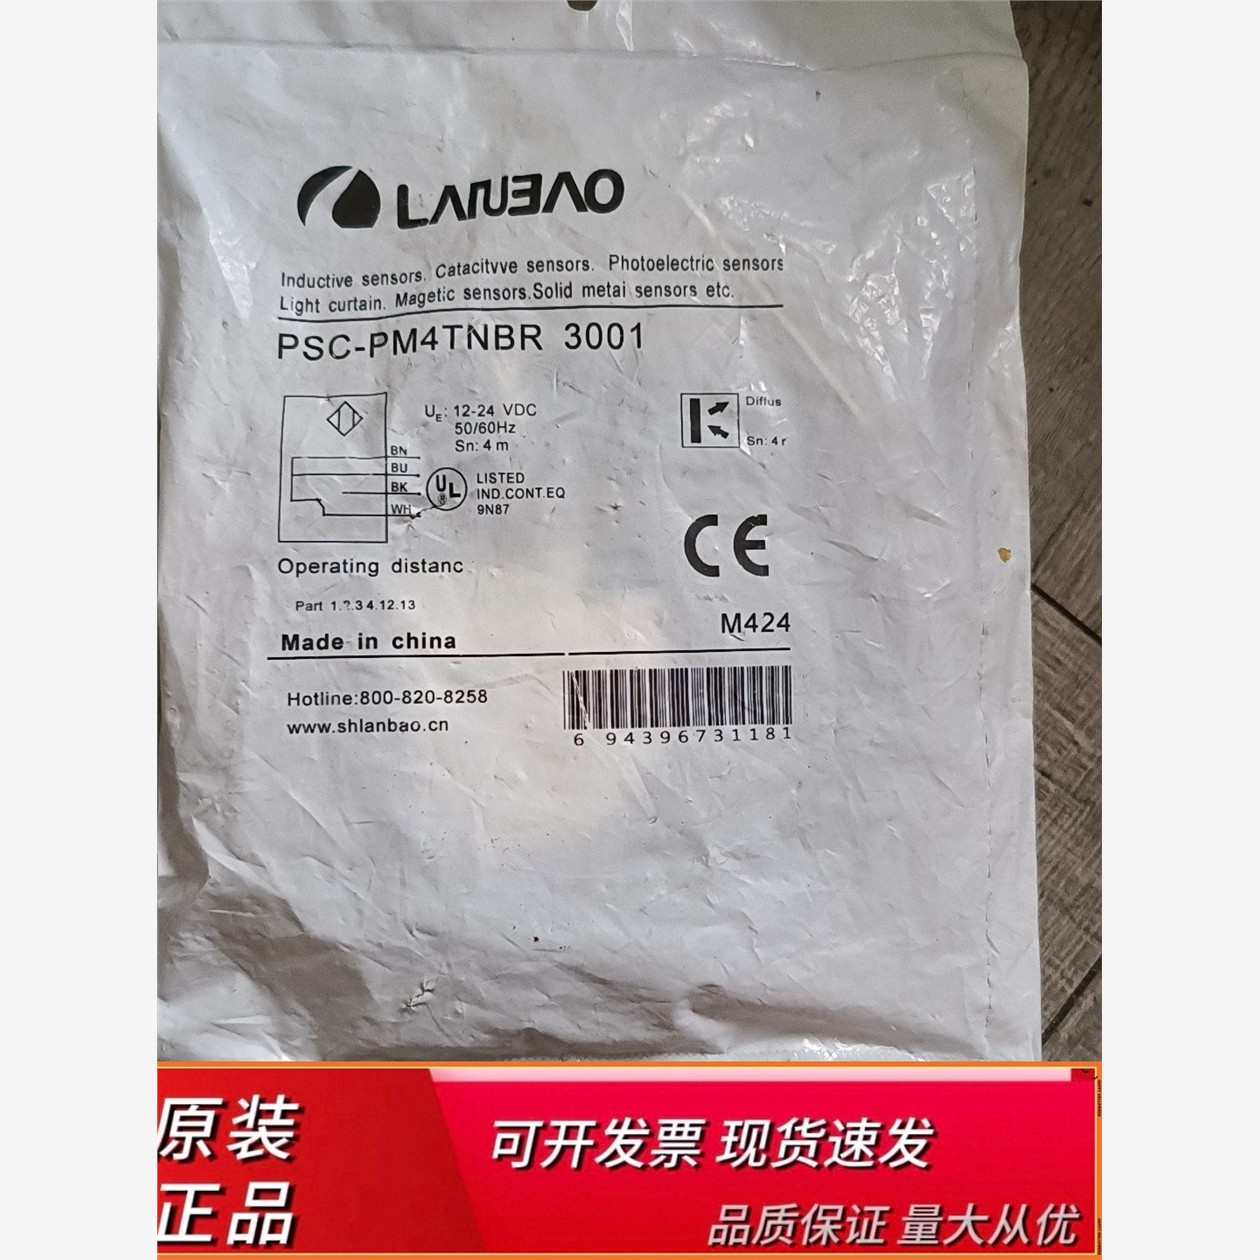 LANBAO
Inductive sensors. Catacitvve sensors. Photoelectric sensors
Light curtain. Magetic sensors.Solid metai sensors etc.
PSC-PM4TNBR 3001
UE: 12-24 VDC
50/60Hz
Sn: 4 m
BN
BU
BK
WH
UL
LISTED
IND.CONT.EQ
9N87
Diffus
Sn: 4 r
CE
Operating distanc
Part 1.2.3 4.12.13
M424
Made in china
Hotline:800-820-8258
www.shlanbao.cn
6 943967 31181
原装
正品
可开发票 现货速发
品质保证 量大从优